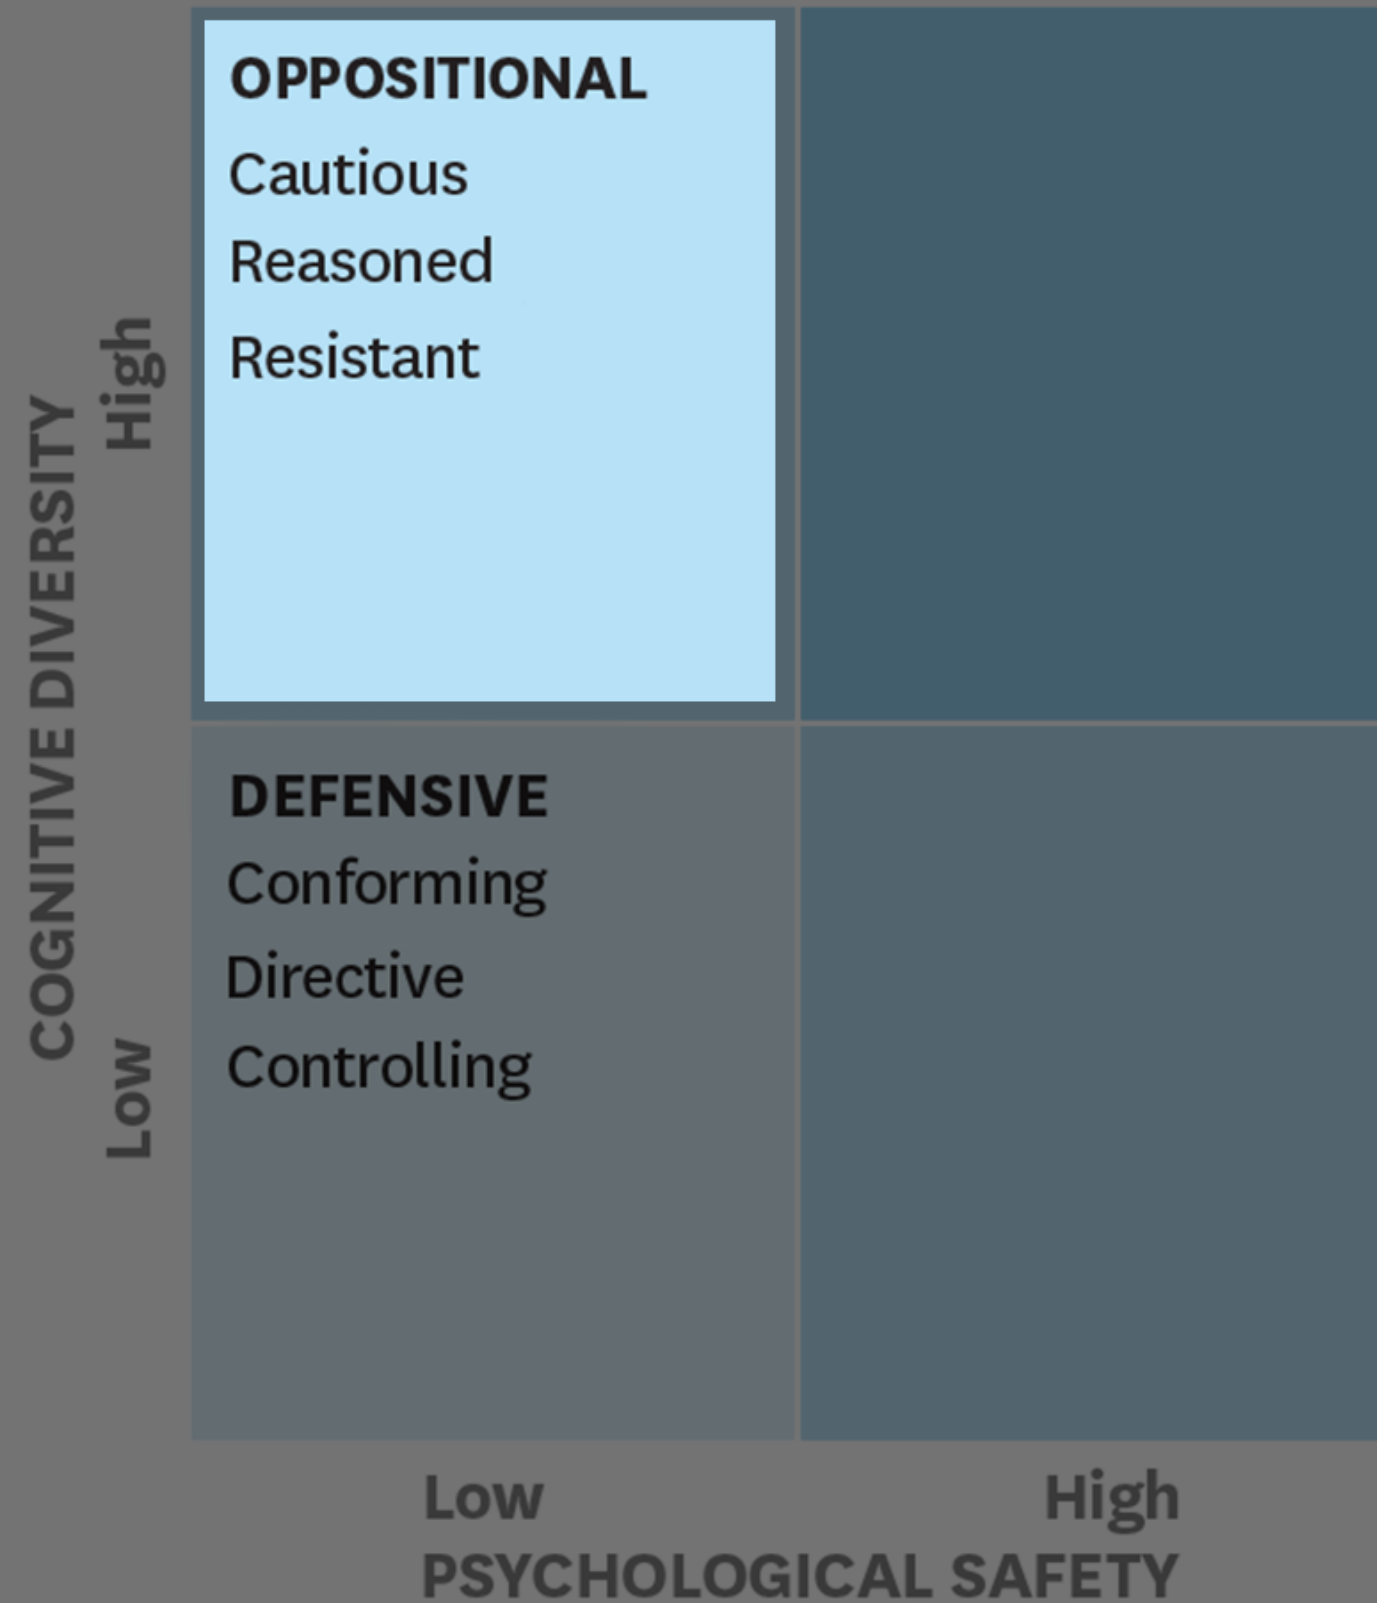 OPPOSITIONAL
Cautious
Reasoned
Resistant
High
COGNITIVE DIVERSITY
Low
DEFENSIVE
Conforming
Directive
Controlling
Low
High
PSYCHOLOGICAL SAFETY